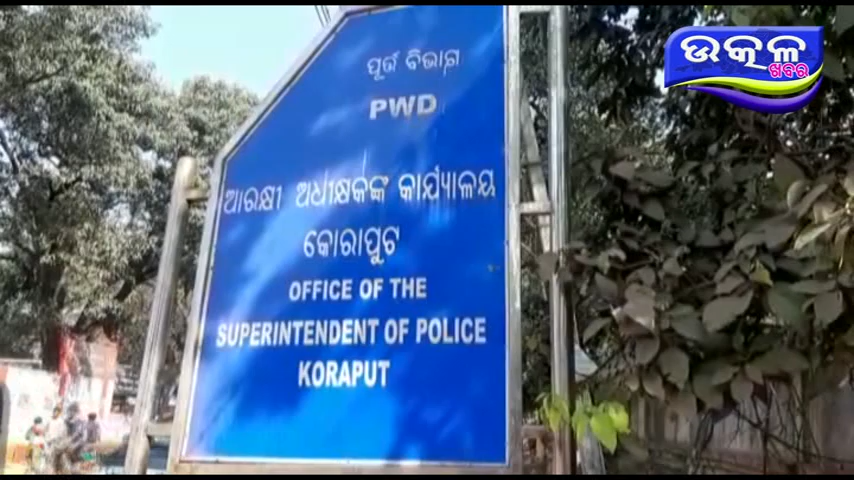 ଉତ୍କଳ
ଖବର
ପୂର୍ତ୍ତ ବିଭାଗ
PWD
ଆରକ୍ଷୀ ଅଧୀକ୍ଷକଙ୍କ କାର୍ଯ୍ୟାଳୟ
କୋରାପୁଟ
OFFICE OF THE
SUPERINTENDENT OF POLICE
KORAPUT